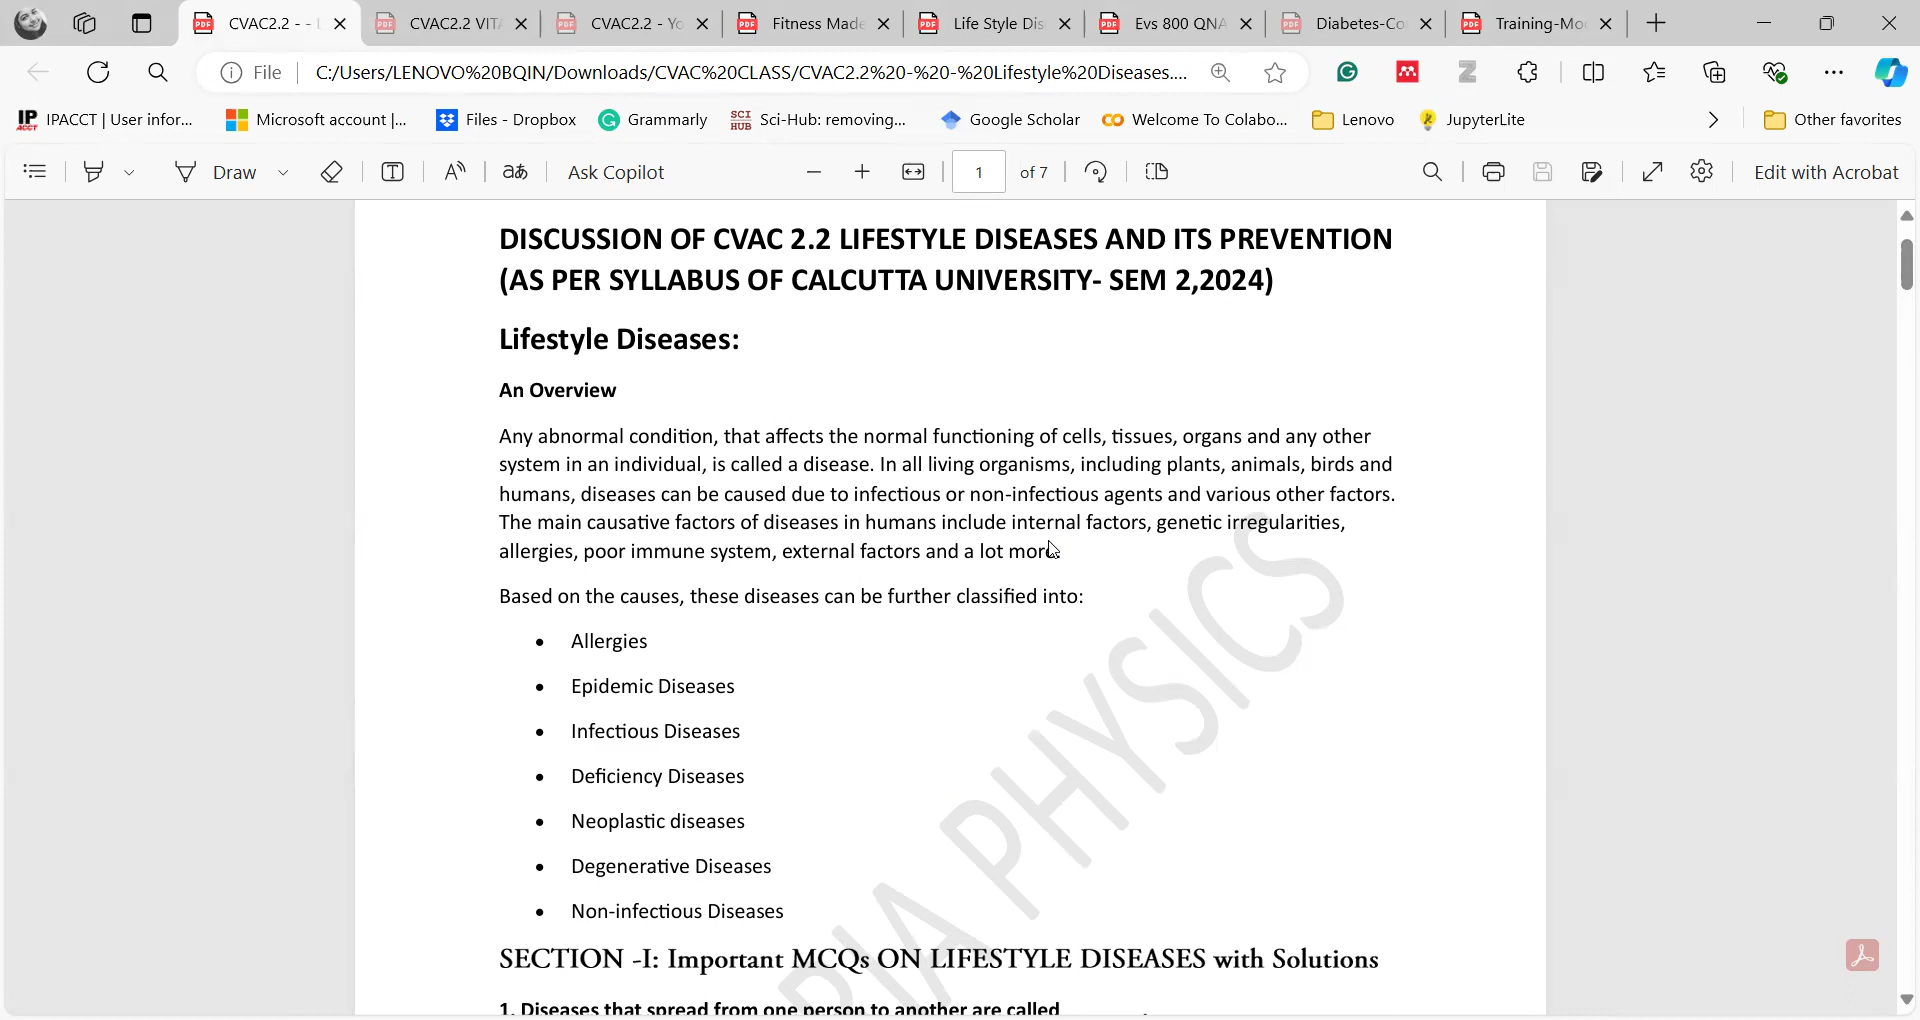 CVAC2.2 - - L
CVAC2.2 VITA
CVAC2.2 - Yo
Fitness Made
Life Style Dis
Evs 800 QNA
Diabetes-Co
Training-Mo
File
C:/Users/LENOVO%20BQIN/Downloads/CVAC%20CLASS/CVAC2.2%20-%20-%20Lifestyle%20Diseases....
IPACCT | User infor...
Microsoft account |...
Files - Dropbox
Grammarly
Sci-Hub: removing...
Google Scholar
Welcome To Colabo...
Lenovo
JupyterLite
Other favorites
Draw
Ask Copilot
1 of 7
Edit with Acrobat
DISCUSSION OF CVAC 2.2 LIFESTYLE DISEASES AND ITS PREVENTION
(AS PER SYLLABUS OF CALCUTTA UNIVERSITY- SEM 2,2024)
Lifestyle Diseases:
An Overview
Any abnormal condition, that affects the normal functioning of cells, tissues, organs and any other
system in an individual, is called a disease. In all living organisms, including plants, animals, birds and
humans, diseases can be caused due to infectious or non-infectious agents and various other factors.
The main causative factors of diseases in humans include internal factors, genetic irregularities,
allergies, poor immune system, external factors and a lot more.
Based on the causes, these diseases can be further classified into:
• Allergies
• Epidemic Diseases
• Infectious Diseases
• Deficiency Diseases
• Neoplastic diseases
• Degenerative Diseases
• Non-infectious Diseases
PIA PHYSICS
SECTION -I: Important MCQs ON LIFESTYLE DISEASES with Solutions
1. Diseases that spread from one person to another are called